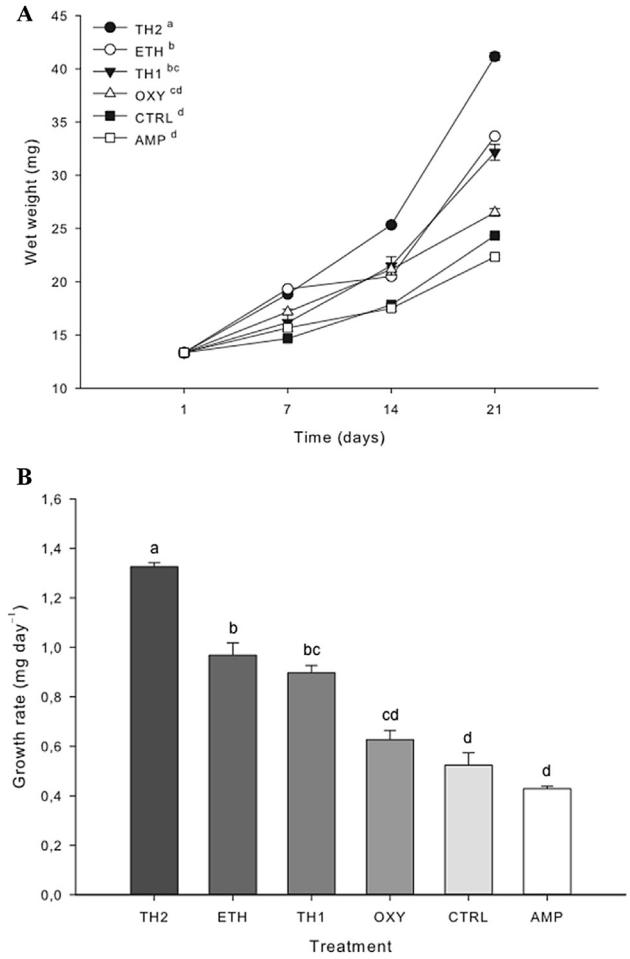 A
TH2 a
ETH b
TH1 bc
OXY cd
CTRL d
AMP d
Wet weight (mg)
45
40
35
30
25
20
15
10
1 7 14 21
Time (days)
B
Growth rate (mg day⁻¹)
1,6
1,4
1,2
1,0
0,8
0,6
0,4
0,2
0,0
a
b
bc
cd
d
d
TH2 ETH TH1 OXY CTRL AMP
Treatment